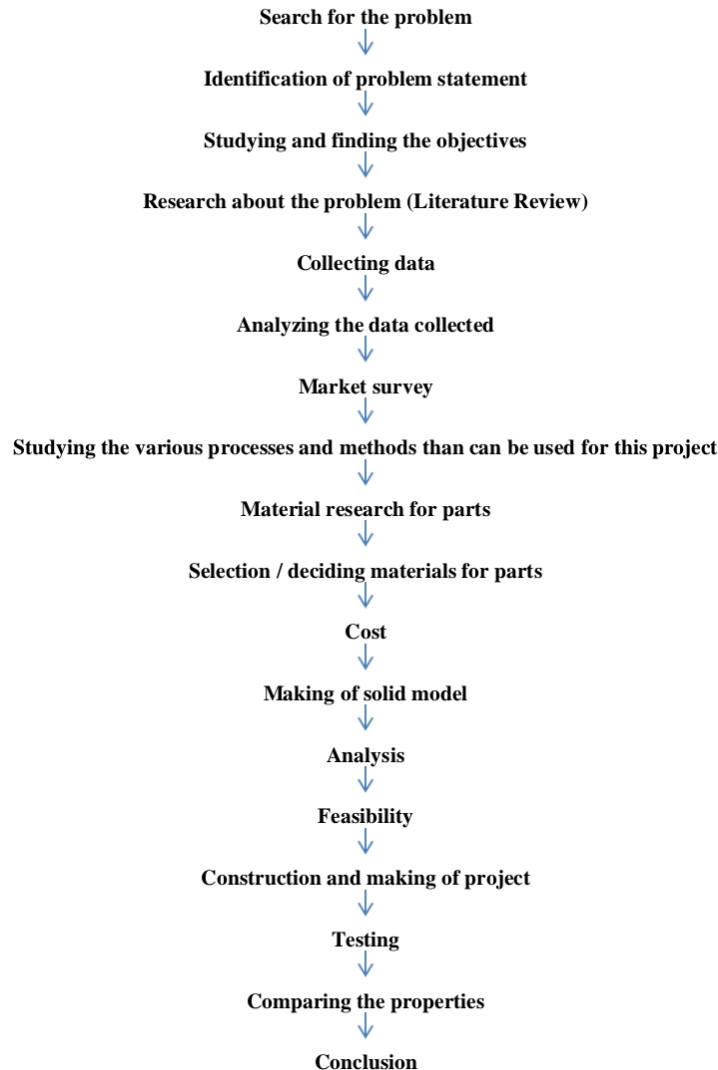 Search for the problem
Identification of problem statement
Studying and finding the objectives
Research about the problem (Literature Review)
Collecting data
Analyzing the data collected
Market survey
Studying the various processes and methods than can be used for this project
Material research for parts
Selection / deciding materials for parts
Cost
Making of solid model
Analysis
Feasibility
Construction and making of project
Testing
Comparing the properties
Conclusion